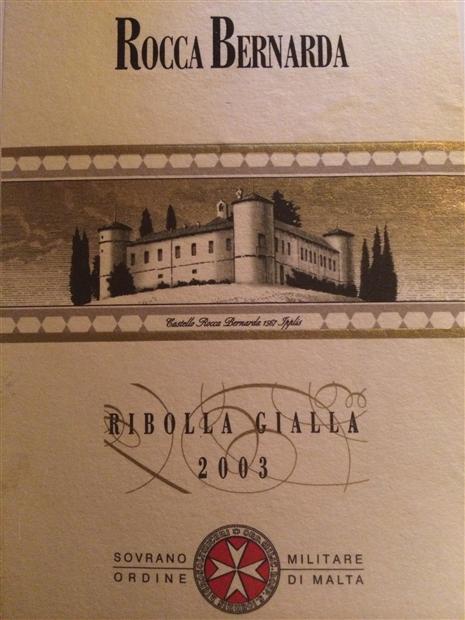 ROCCA BERNARDA
Castello Rocca Bernarda 1567 Ipplis
RIBOLLA GIALLA
2003
SOVRANO MILITARE
ORDINE DI MALTA